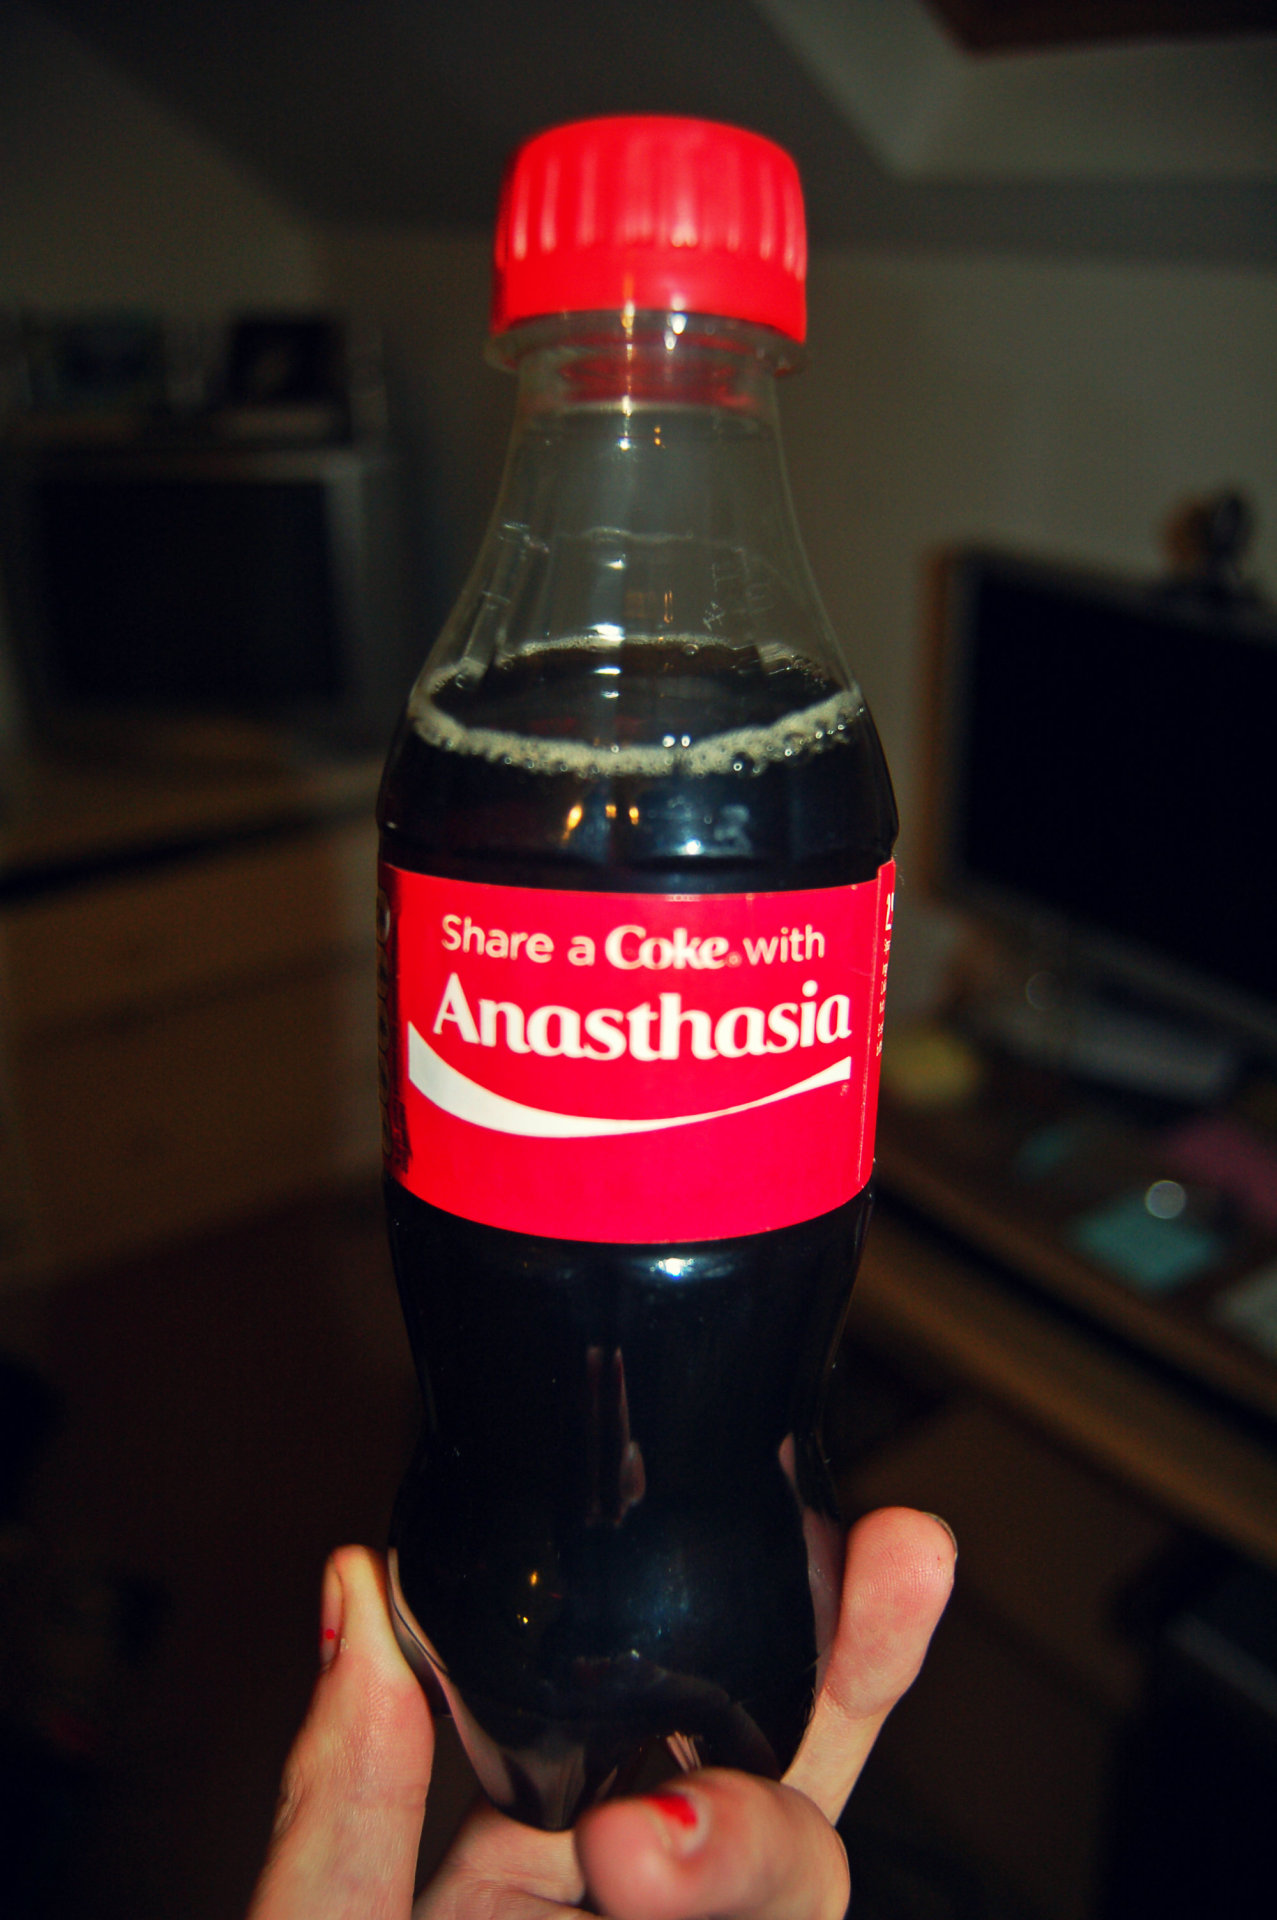 Share a Coke with
Anasthasia